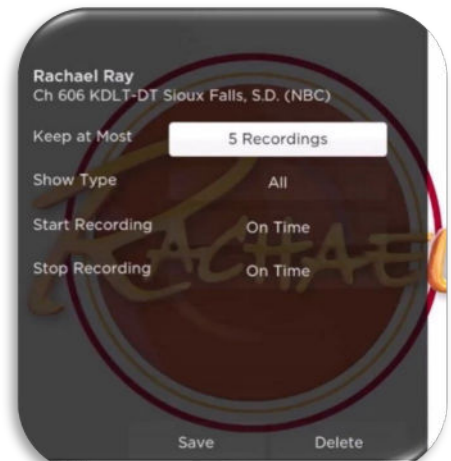 Rachael Ray
Ch 606 KDLT-DT Sioux Falls, S.D. (NBC)
Keep at Most 5 Recordings
Show Type All
Start Recording On Time
Stop Recording On Time
RACHAE
Save Delete